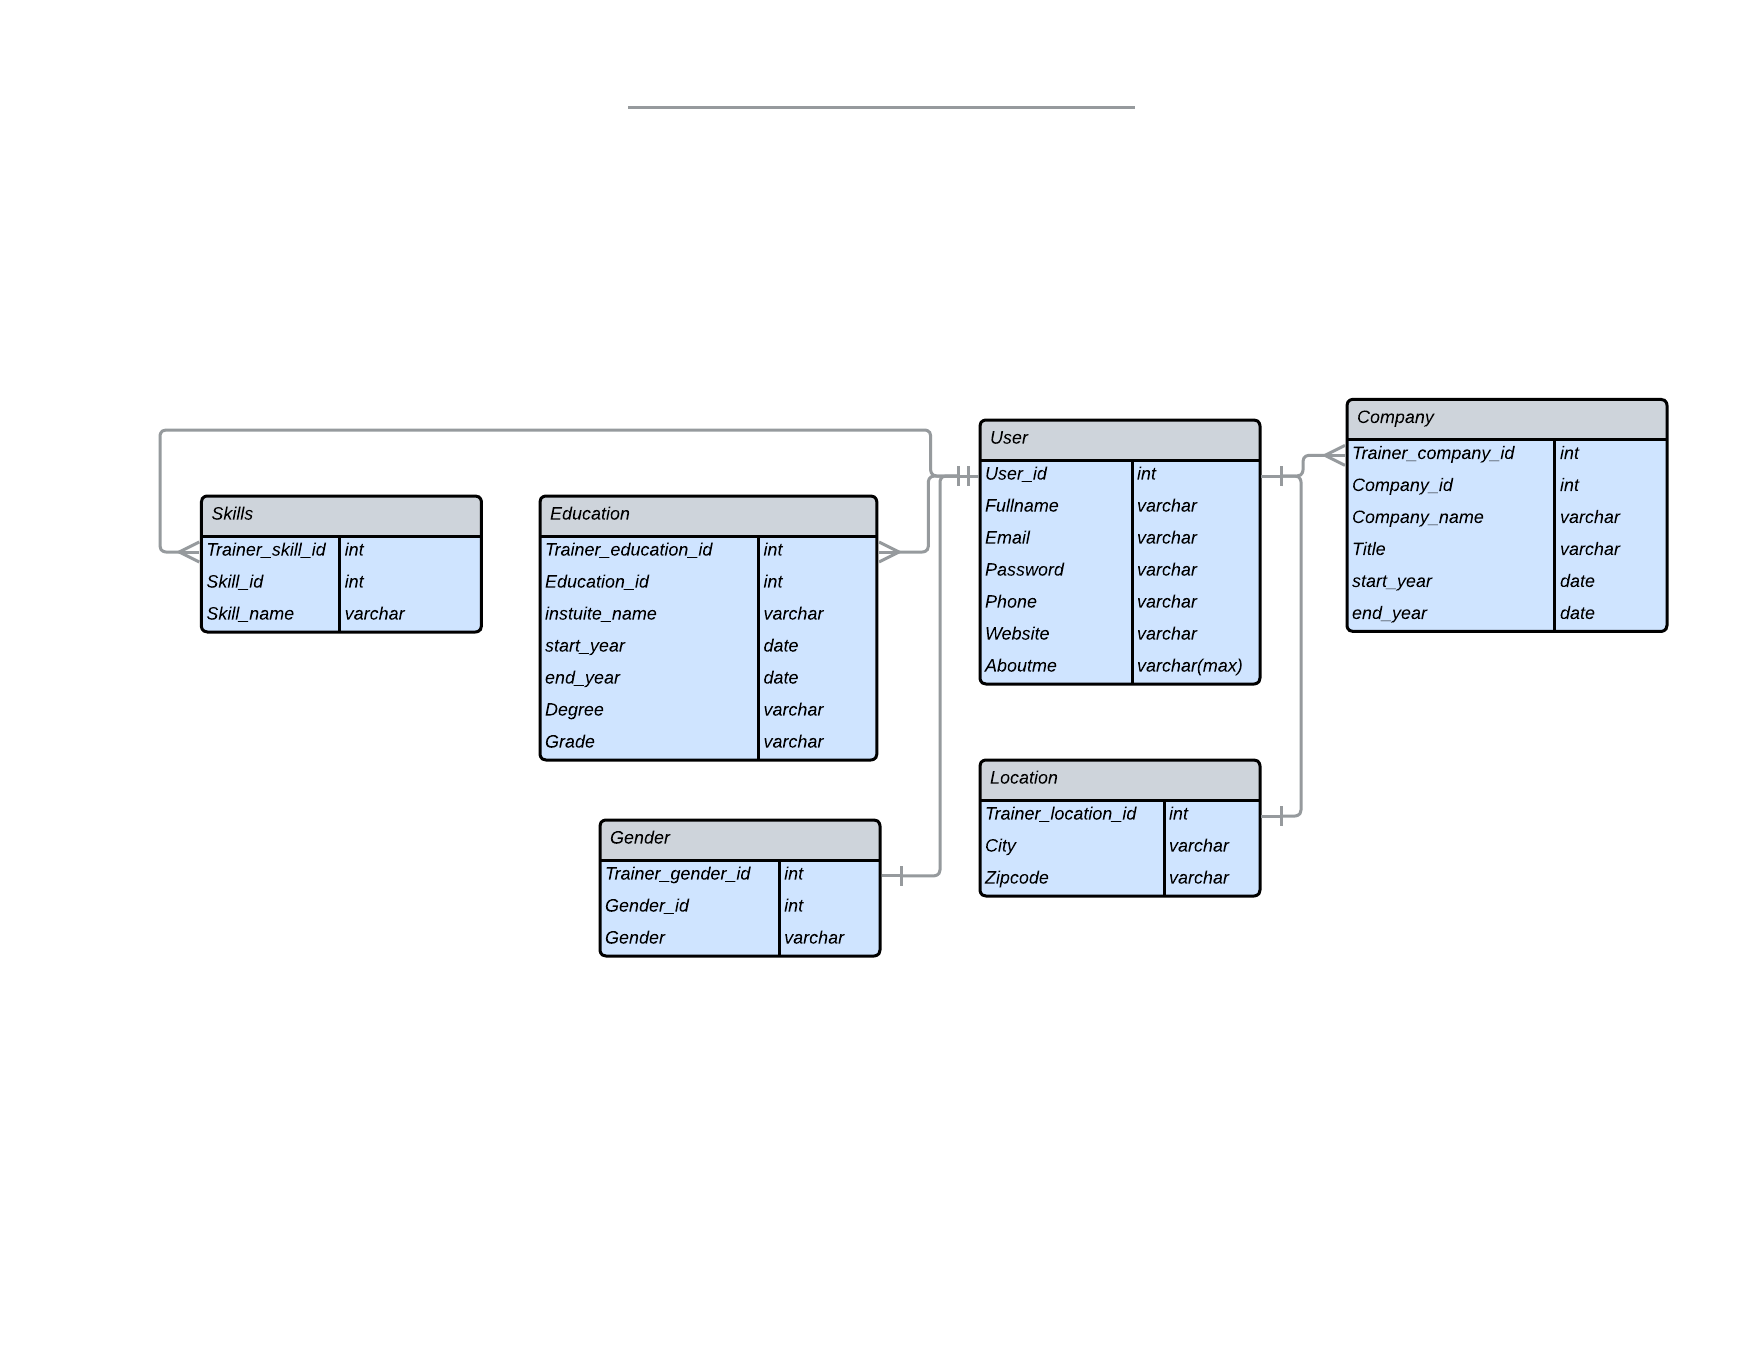 Skills
Trainer_skill_id int
Skill_id int
Skill_name varchar
Education
Trainer_education_id int
Education_id int
instuite_name varchar
start_year date
end_year date
Degree varchar
Grade varchar
Gender
Trainer_gender_id int
Gender_id int
Gender varchar
User
User_id int
Fullname varchar
Email varchar
Password varchar
Phone varchar
Website varchar
Aboutme varchar(max)
Location
Trainer_location_id int
City varchar
Zipcode varchar
Company
Trainer_company_id int
Company_id int
Company_name varchar
Title varchar
start_year date
end_year date